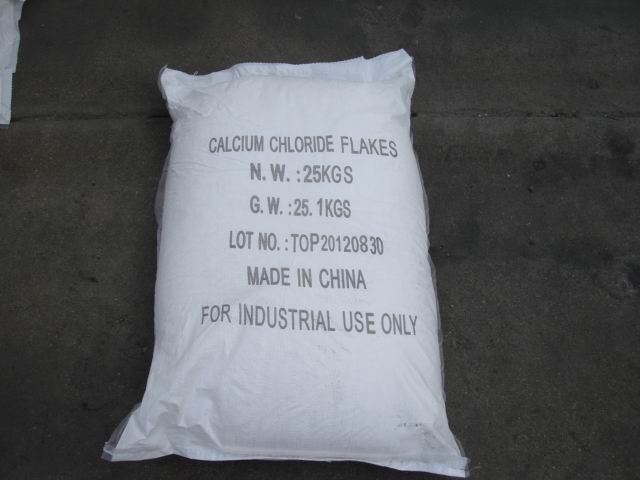 CALCIUM CHLORIDE FLAKES
N.W.:25KGS
G.W.:25.1KGS
LOT NO.:TOP20120830
MADE IN CHINA
FOR INDUSTRIAL USE ONLY